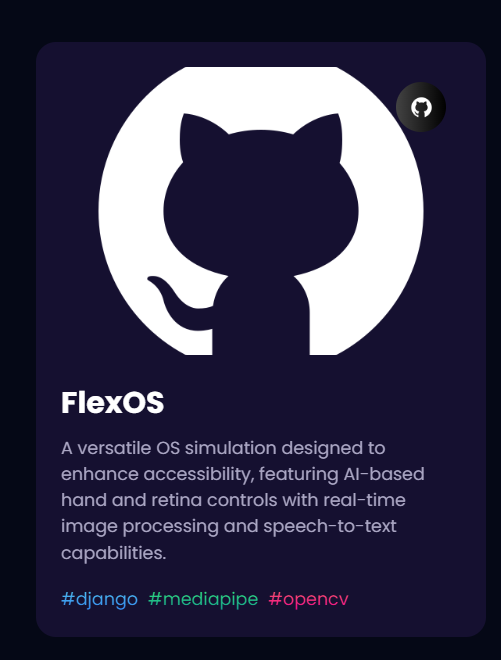 FlexOS
A versatile OS simulation designed to
enhance accessibility, featuring AI-based
hand and retina controls with real-time
image processing and speech-to-text
capabilities.
#django #mediapipe #opencv